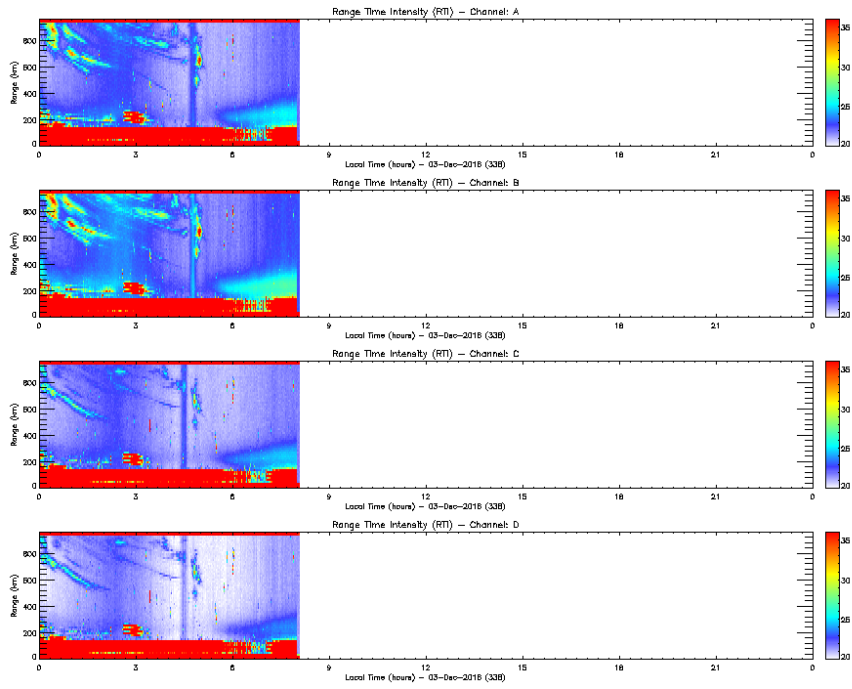 Range Time Intensity (RTI) – Channel: A
Range (km)
800
600
400
200
0
0 3 6 9 12 15 18 21 0
Local Time (hours) – 03-Dec-2016 (338)
35
30
25
20
Range Time Intensity (RTI) – Channel: B
Range (km)
800
600
400
200
0
0 3 6 9 12 15 18 21 0
Local Time (hours) – 03-Dec-2016 (338)
35
30
25
20
Range Time Intensity (RTI) – Channel: C
Range (km)
800
600
400
200
0
0 3 6 9 12 15 18 21 0
Local Time (hours) – 03-Dec-2016 (338)
35
30
25
20
Range Time Intensity (RTI) – Channel: D
Range (km)
800
600
400
200
0
0 3 6 9 12 15 18 21 0
Local Time (hours) – 03-Dec-2016 (338)
35
30
25
20